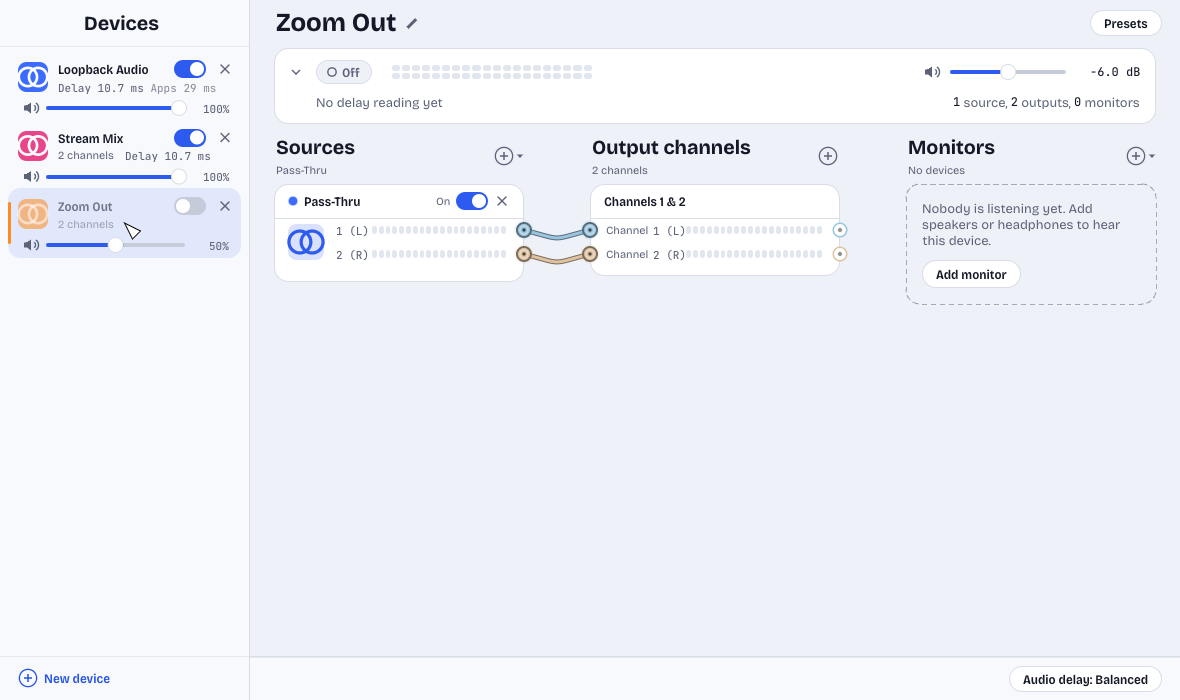 Devices
Loopback Audio
Delay 10.7 ms Apps 29 ms
100%
Stream Mix
2 channels Delay 10.7 ms
100%
Zoom Out
2 channels
50%
New device
Zoom Out
Presets
Off
-6.0 dB
No delay reading yet
1 source, 2 outputs, 0 monitors
Sources
Pass-Thru
Pass-Thru
On
1 (L)
2 (R)
Output channels
2 channels
Channels 1 & 2
Channel 1 (L)
Channel 2 (R)
Monitors
No devices
Nobody is listening yet. Add
speakers or headphones to hear
this device.
Add monitor
Audio delay: Balanced